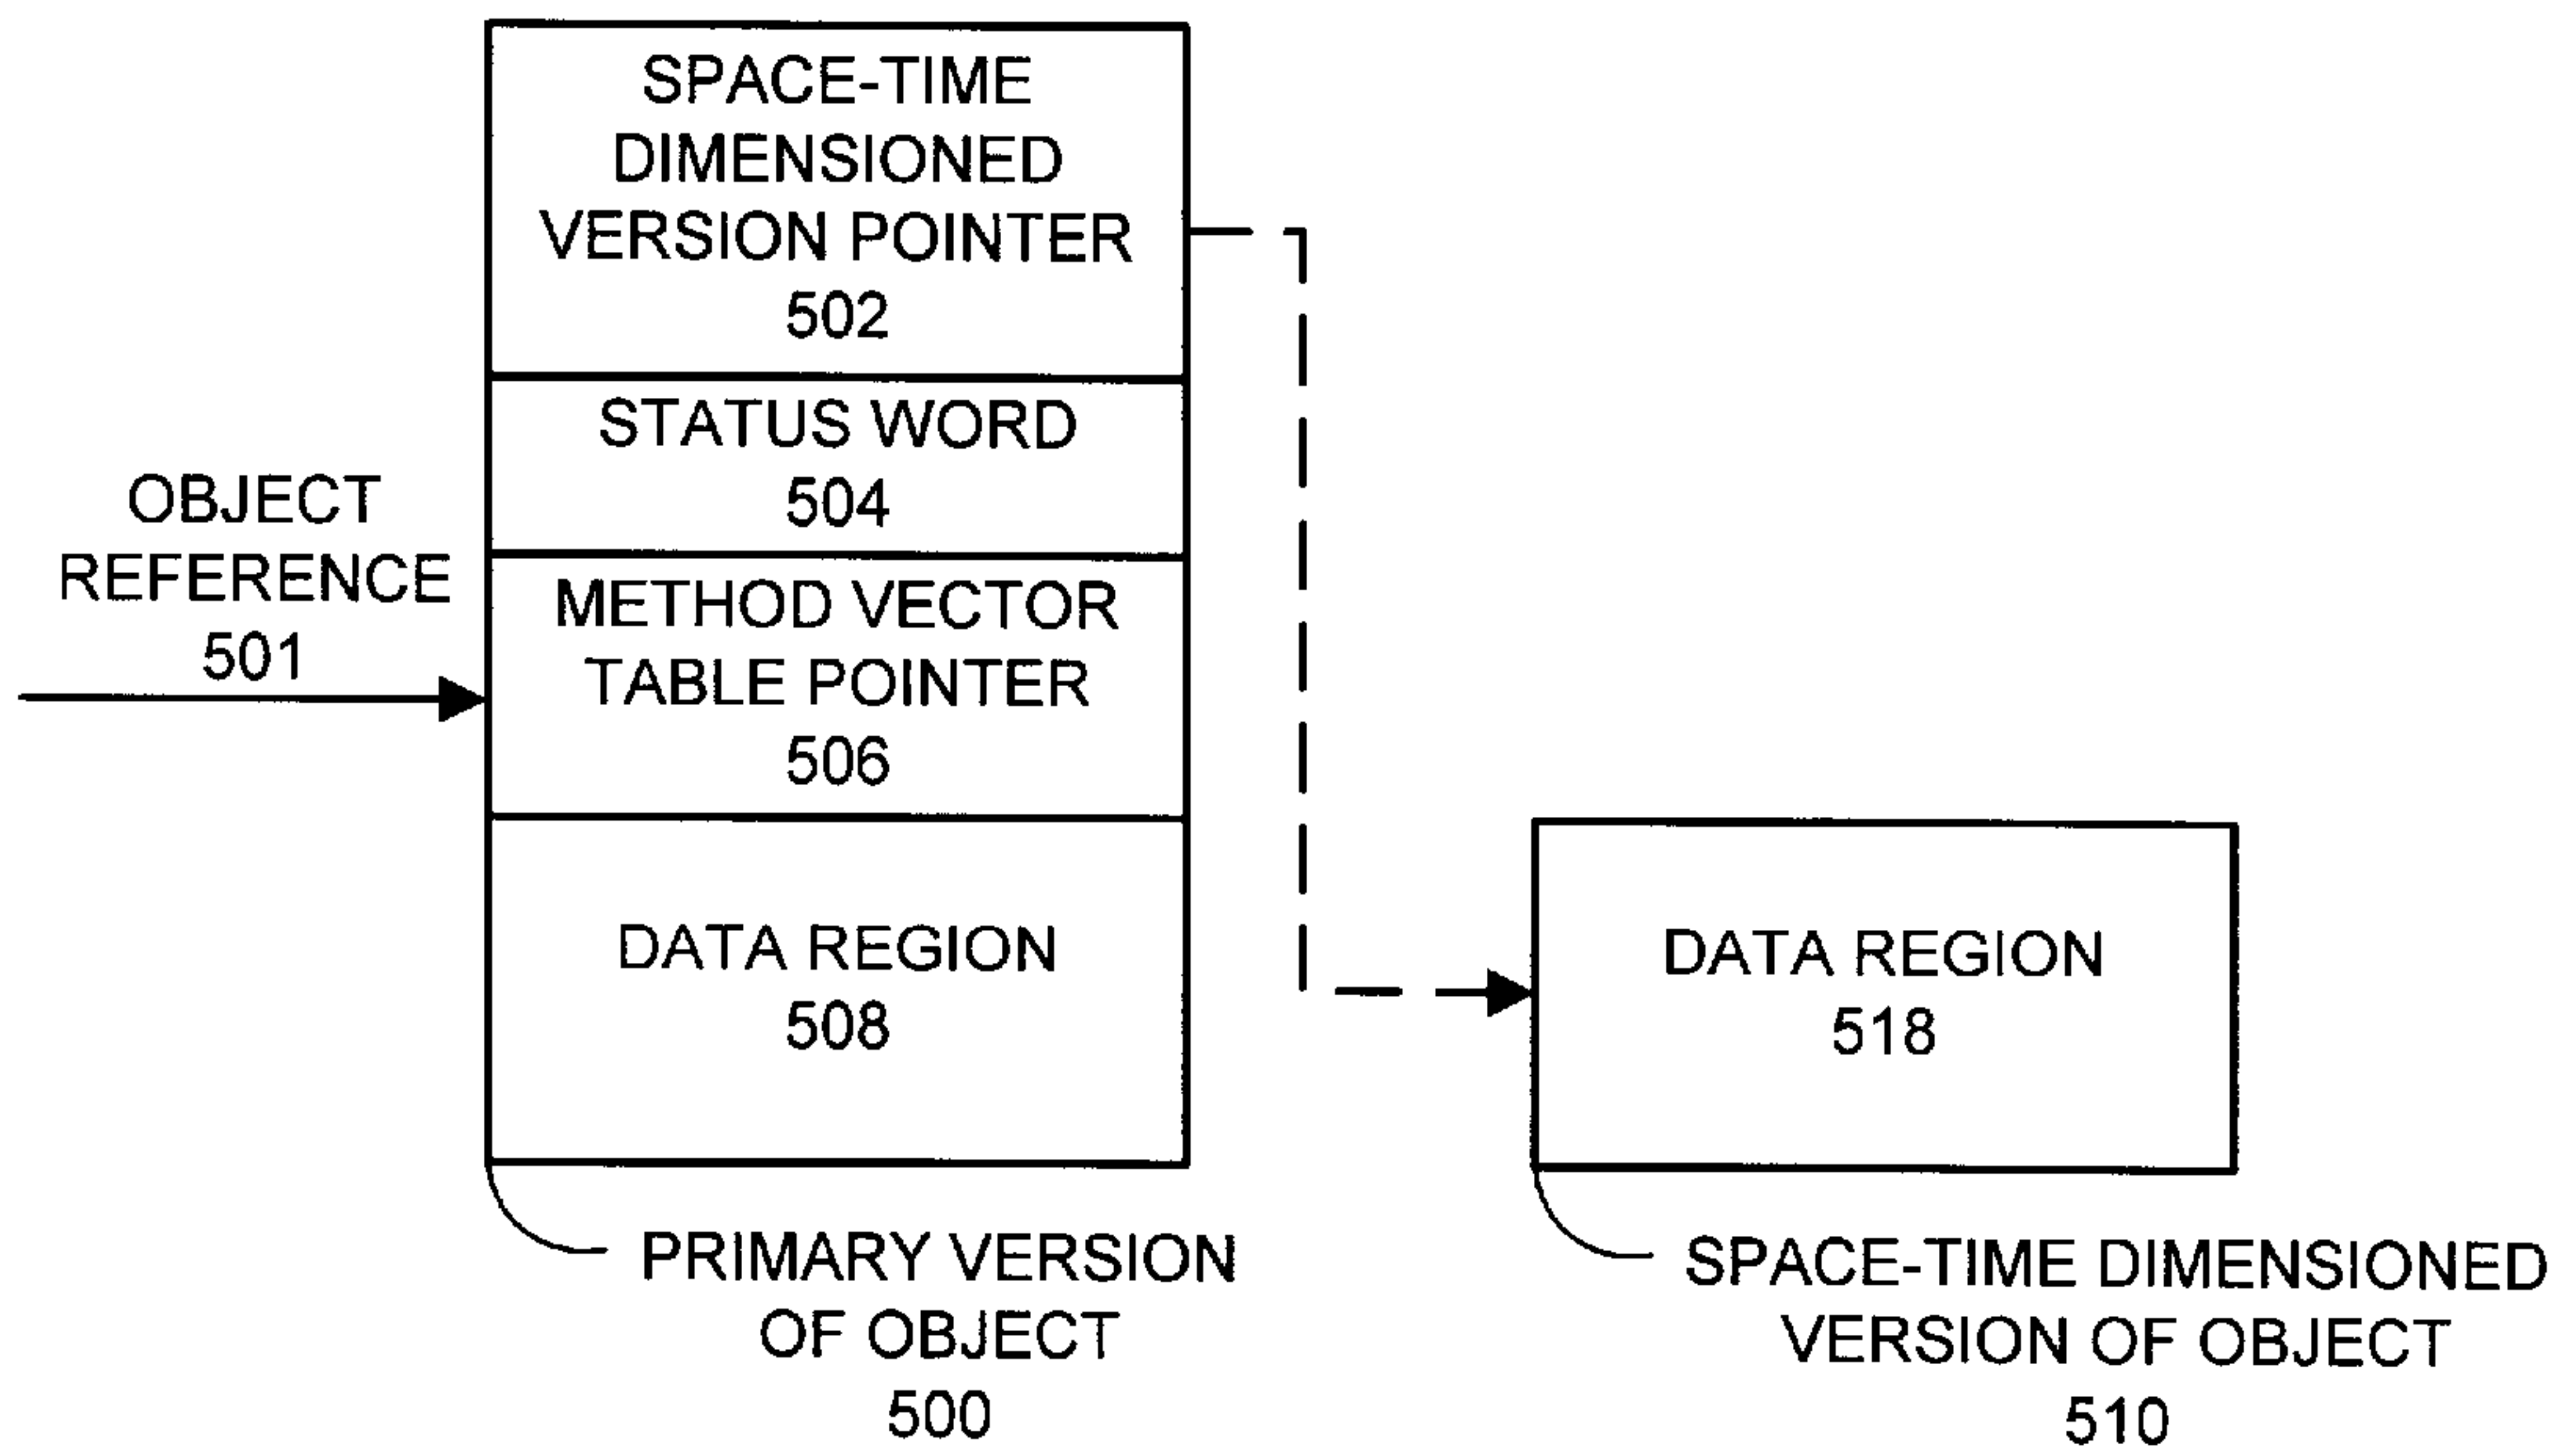 SPACE-TIME
DIMENSIONED
VERSION POINTER
502
STATUS WORD
504
OBJECT
REFERENCE
501
METHOD VECTOR
TABLE POINTER
506
DATA REGION
508
DATA REGION
518
PRIMARY VERSION
OF OBJECT
500
SPACE-TIME DIMENSIONED
VERSION OF OBJECT
510